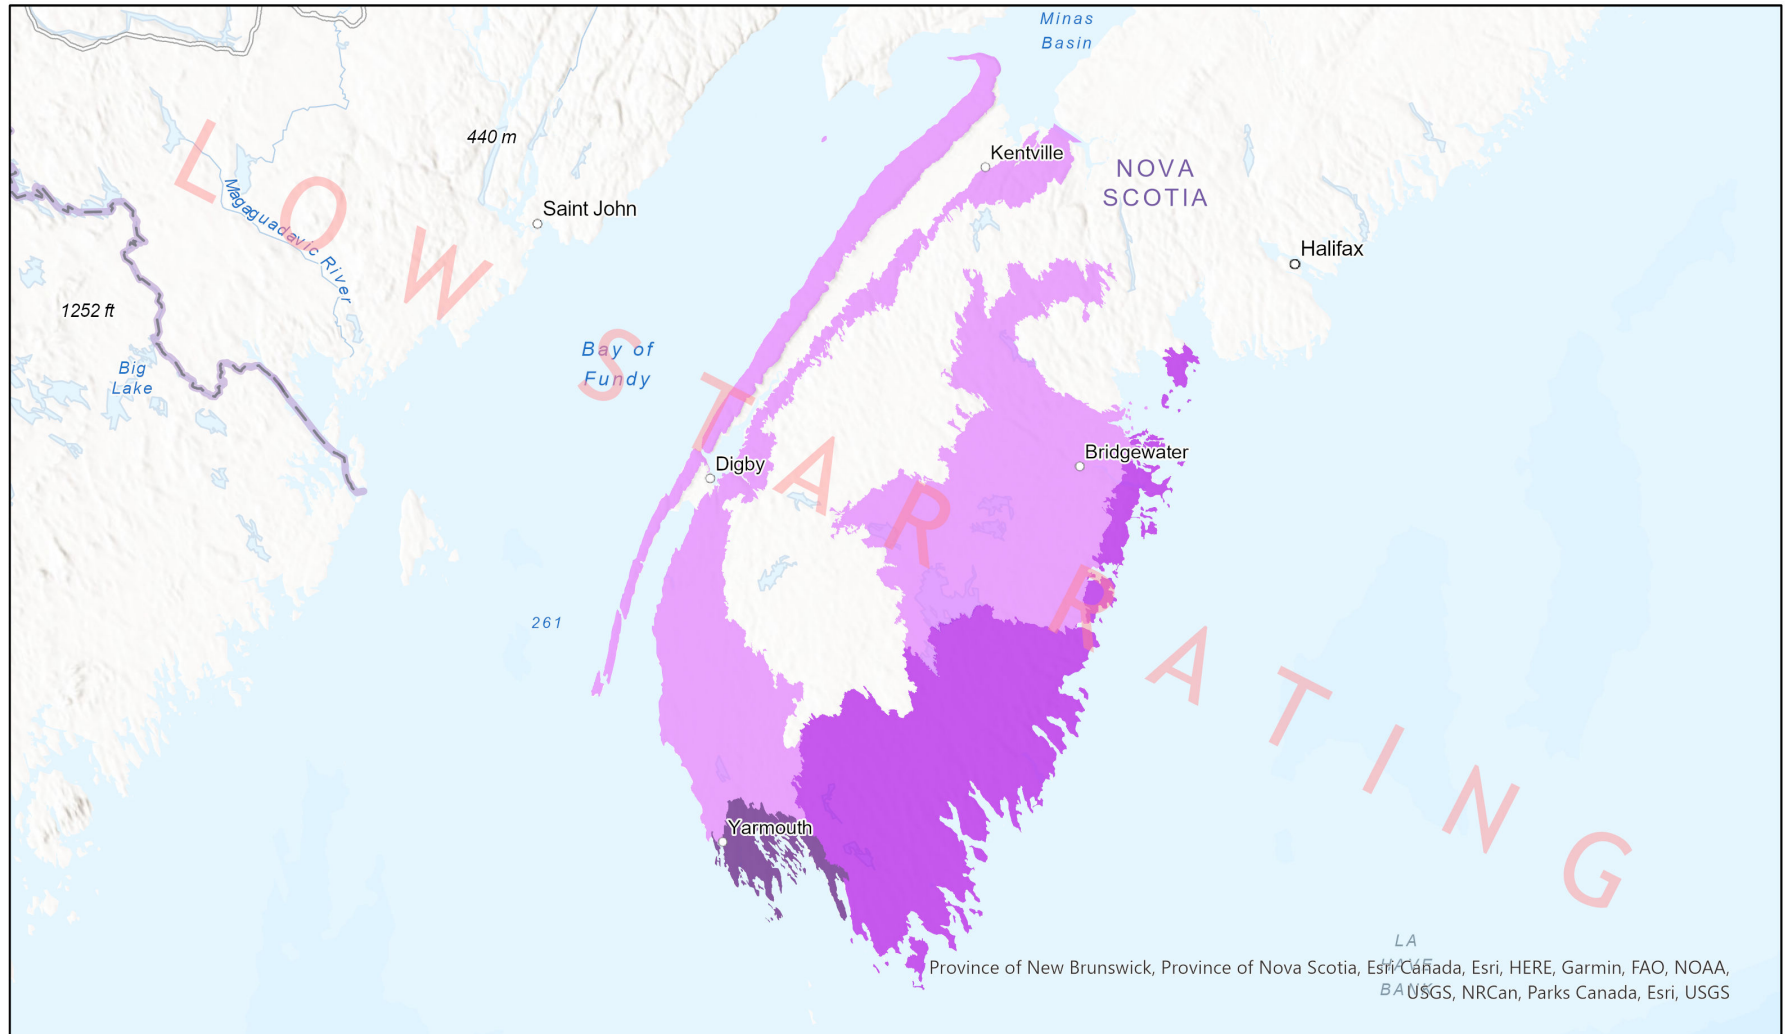 Minas
Basin
440 m
Kentville
NOVA
SCOTIA
Saint John
Magaguadavic River
Halifax
1252 ft
Bay of
Fundy
Big
Lake
Bridgewater
Digby
261
Yarmouth
LOW STAR RATING
LA
HAVE
BANK
Province of New Brunswick, Province of Nova Scotia, Esri Canada, Esri, HERE, Garmin, FAO, NOAA,
USGS, NRCan, Parks Canada, Esri, USGS